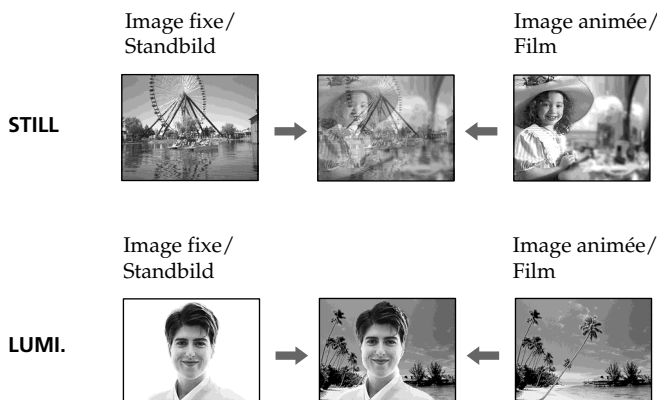 Image fixe/
Standbild
Image animée/
Film
STILL
Image fixe/
Standbild
Image animée/
Film
LUMI.